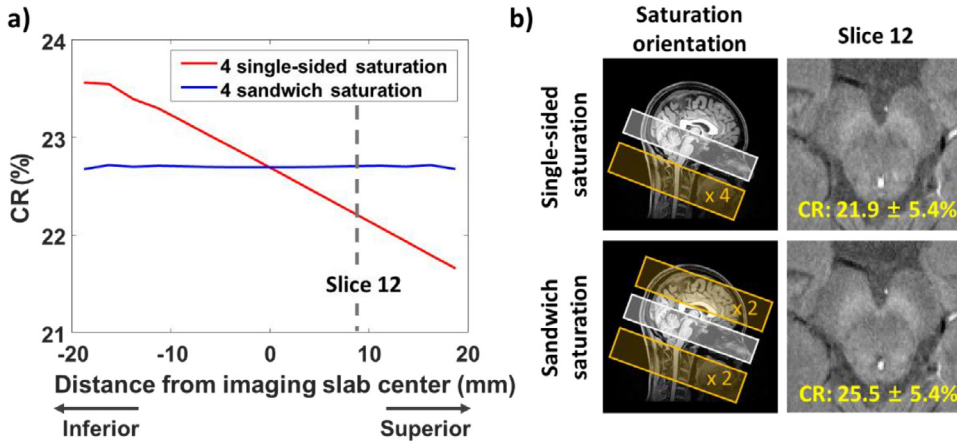 a)
24
23
22
21
CR (%)
4 single-sided saturation
4 sandwich saturation
Slice 12
-20
-10
0
10
20
Distance from imaging slab center (mm)
Inferior
Superior
b)
Saturation
orientation
Slice 12
Single-sided
saturation
x 4
CR: 21.9 ± 5.4%
Sandwich
saturation
x 2
x 2
CR: 25.5 ± 5.4%